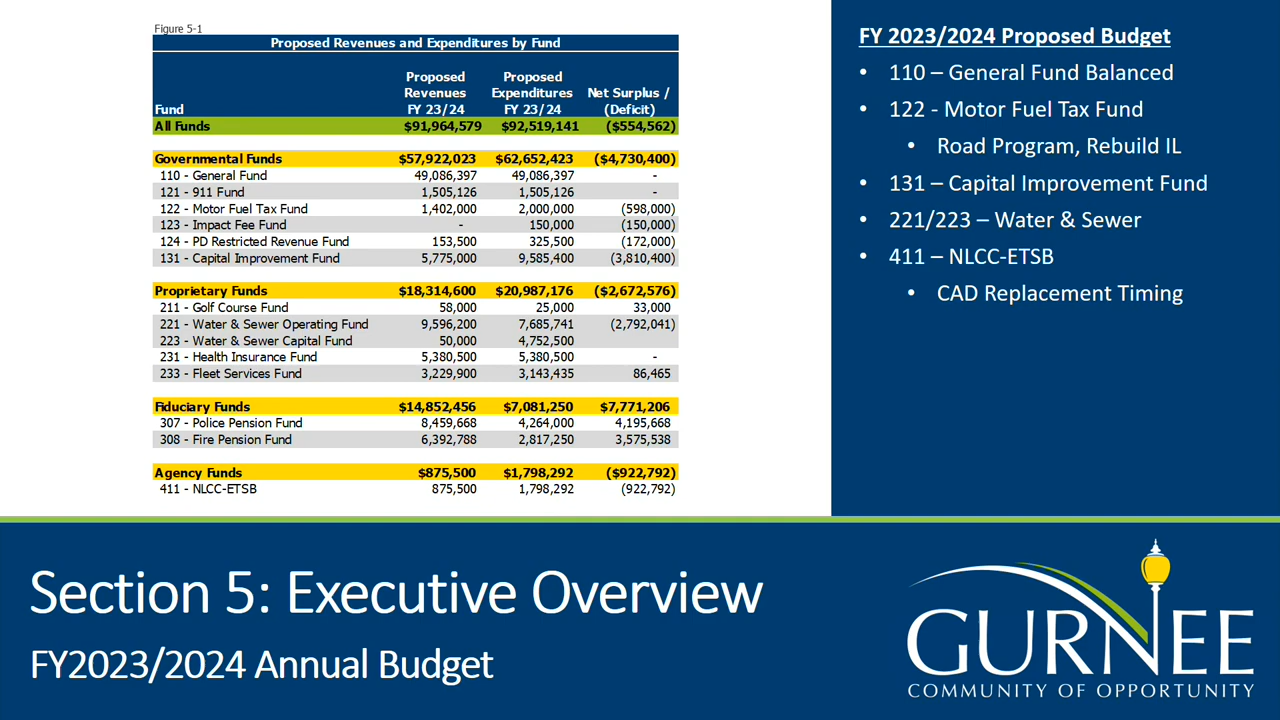 Figure 5-1
Proposed Revenues and Expenditures by Fund
Fund Proposed Revenues FY 23/24 Proposed Expenditures FY 23/24 Net Surplus / (Deficit)
All Funds $91,964,579 $92,519,141 ($554,562)
Governmental Funds $57,922,023 $62,652,423 ($4,730,400)
110 - General Fund 49,086,397 49,086,397 -
121 - 911 Fund 1,505,126 1,505,126 -
122 - Motor Fuel Tax Fund 1,402,000 2,000,000 (598,000)
123 - Impact Fee Fund - 150,000 (150,000)
124 - PD Restricted Revenue Fund 153,500 325,500 (172,000)
131 - Capital Improvement Fund 5,775,000 9,585,400 (3,810,400)
Proprietary Funds $18,314,600 $20,987,176 ($2,672,576)
211 - Golf Course Fund 58,000 25,000 33,000
221 - Water & Sewer Operating Fund 9,596,200 7,685,741 (2,792,041)
223 - Water & Sewer Capital Fund 50,000 4,752,500
231 - Health Insurance Fund 5,380,500 5,380,500 -
233 - Fleet Services Fund 3,229,900 3,143,435 86,465
Fiduciary Funds $14,852,456 $7,081,250 $7,771,206
307 - Police Pension Fund 8,459,668 4,264,000 4,195,668
308 - Fire Pension Fund 6,392,788 2,817,250 3,575,538
Agency Funds $875,500 $1,798,292 ($922,792)
411 - NLCC-ETSB 875,500 1,798,292 (922,792)
FY 2023/2024 Proposed Budget
• 110 – General Fund Balanced
• 122 - Motor Fuel Tax Fund
• Road Program, Rebuild IL
• 131 – Capital Improvement Fund
• 221/223 – Water & Sewer
• 411 – NLCC-ETSB
• CAD Replacement Timing
Section 5: Executive Overview
FY2023/2024 Annual Budget
GURNEE
COMMUNITY OF OPPORTUNITY